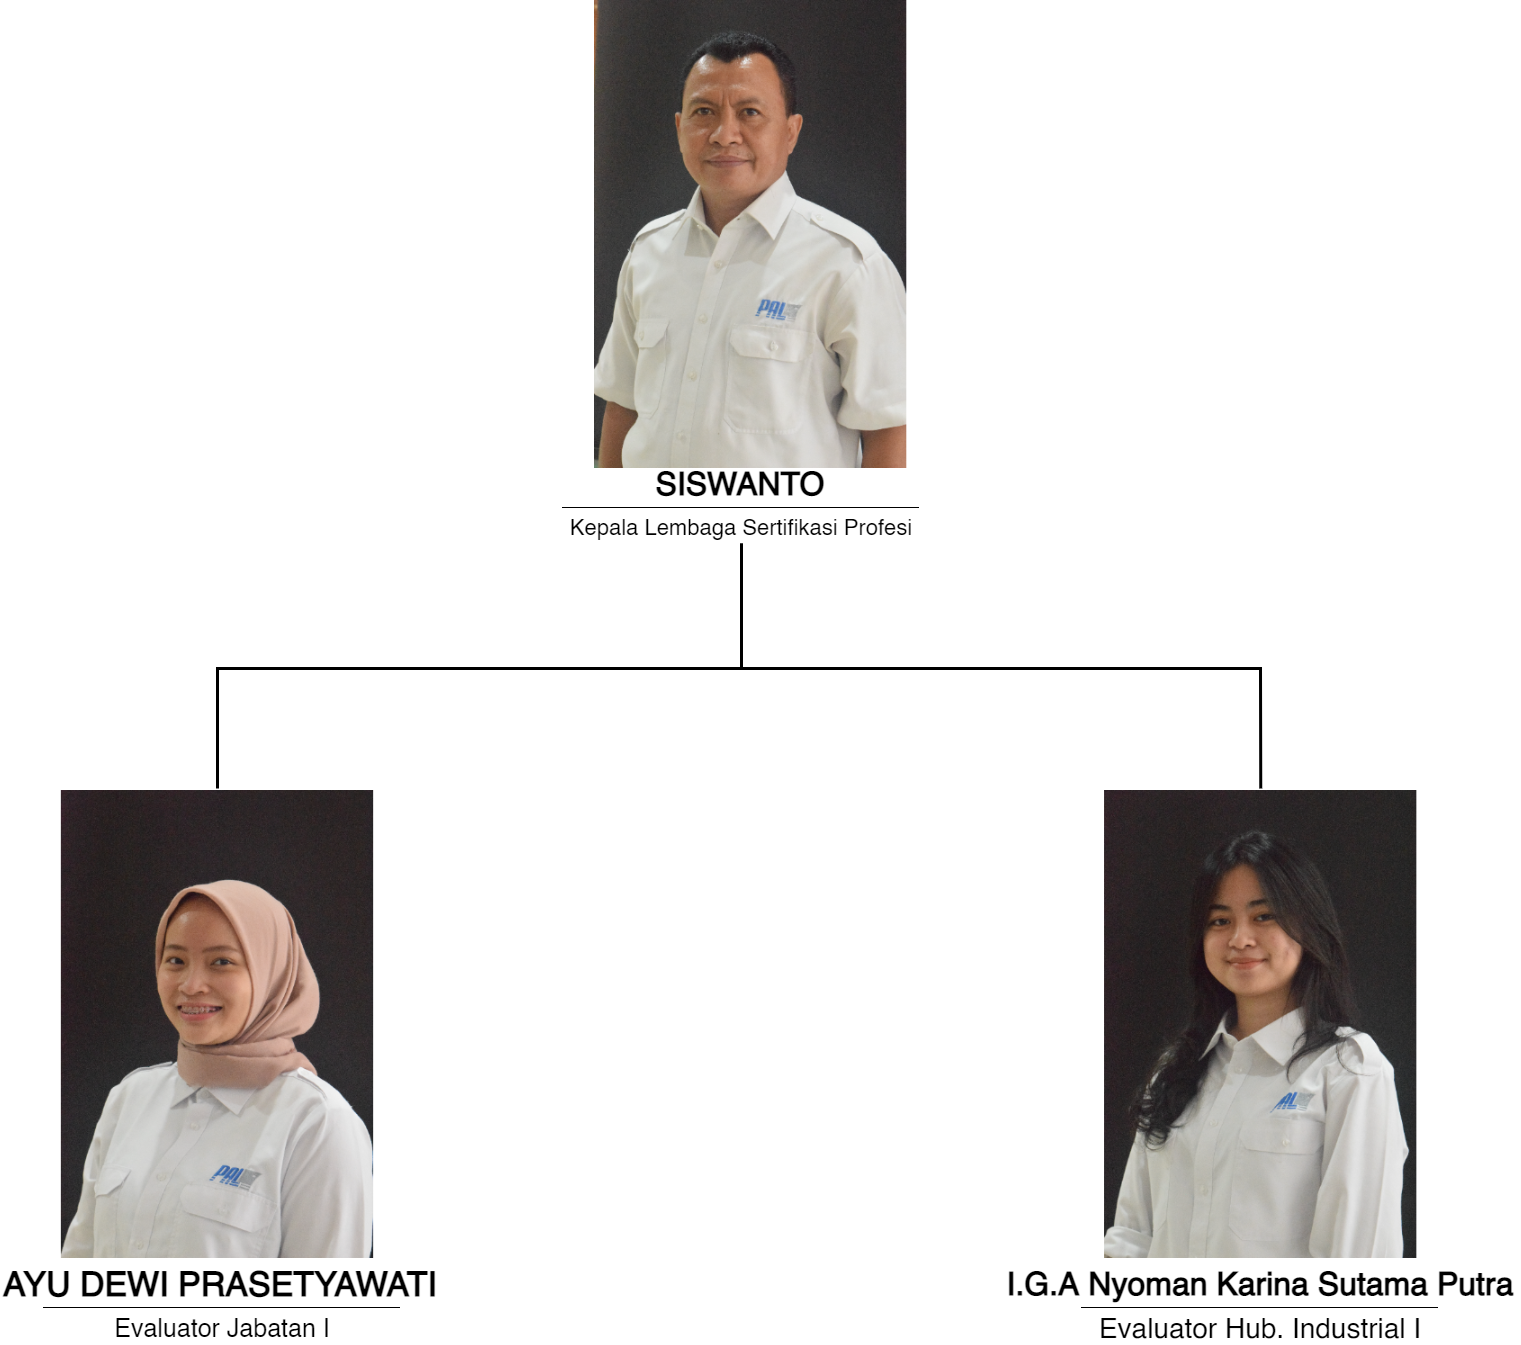 PAL
SISWANTO
Kepala Lembaga Sertifikasi Profesi
PAL
PAL
AYU DEWI PRASETYAWATI
I.G.A Nyoman Karina Sutama Putra
Evaluator Jabatan I
Evaluator Hub. Industrial I